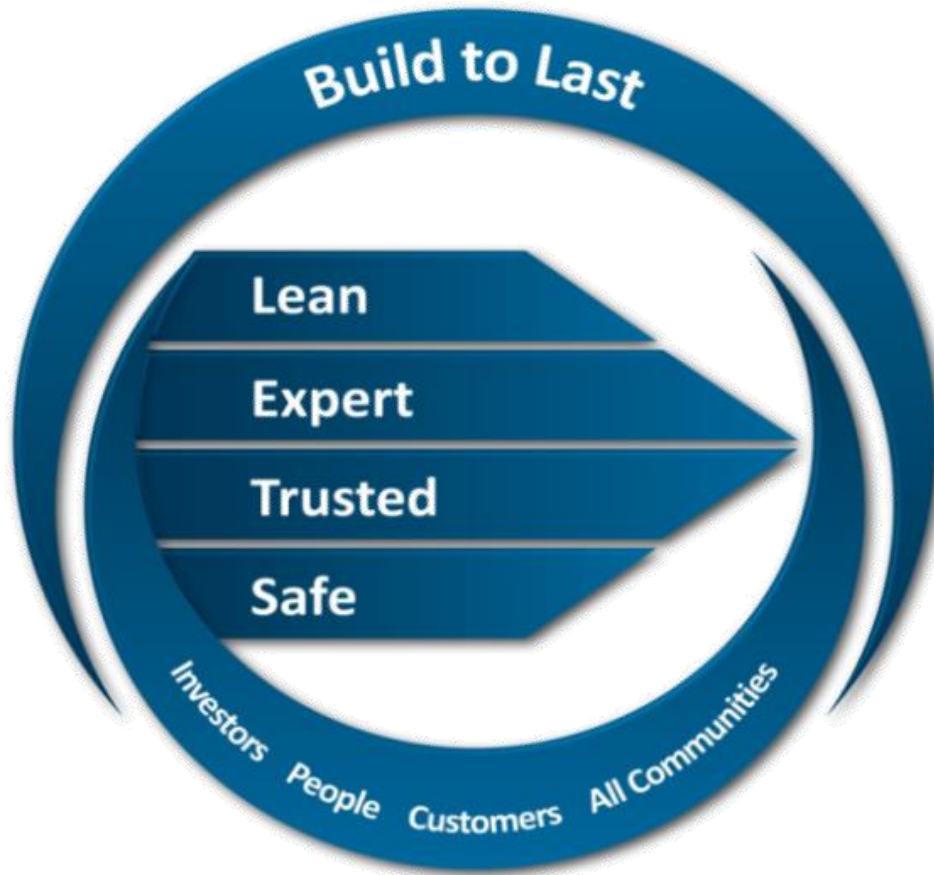 Build to Last
Lean
Expert
Trusted
Safe
Investors People Customers All Communities